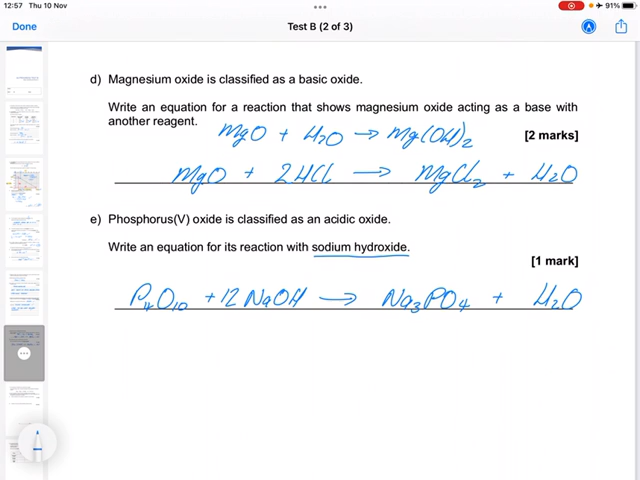 12:57 Thu 10 Nov
91%
Done
Test B (2 of 3)
d) Magnesium oxide is classified as a basic oxide.
Write an equation for a reaction that shows magnesium oxide acting as a base with
another reagent.
MgO + H₂O → Mg(OH)₂
[2 marks]
MgO + 2HCl → MgCl₂ + H₂O
e) Phosphorus(V) oxide is classified as an acidic oxide.
Write an equation for its reaction with sodium hydroxide.
[1 mark]
P₄O₁₀ + 12 NaOH → Na₃PO₄ + H₂O